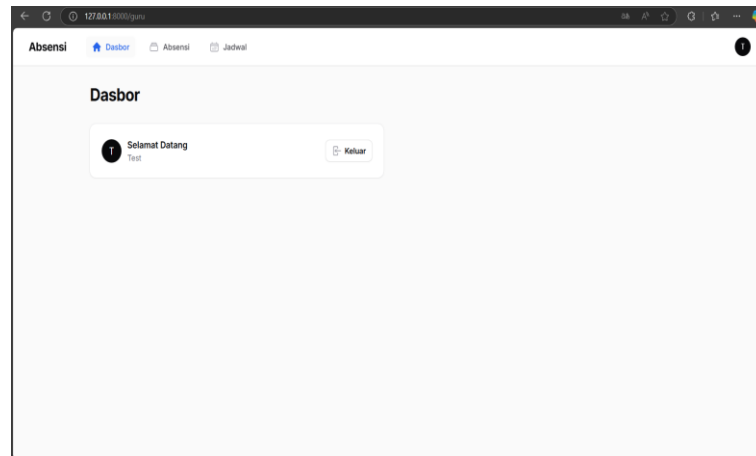 127.0.0.1:8000/guru
Absensi Dasbor Absensi Jadwal T
Dasbor
T Selamat Datang
Test
Keluar